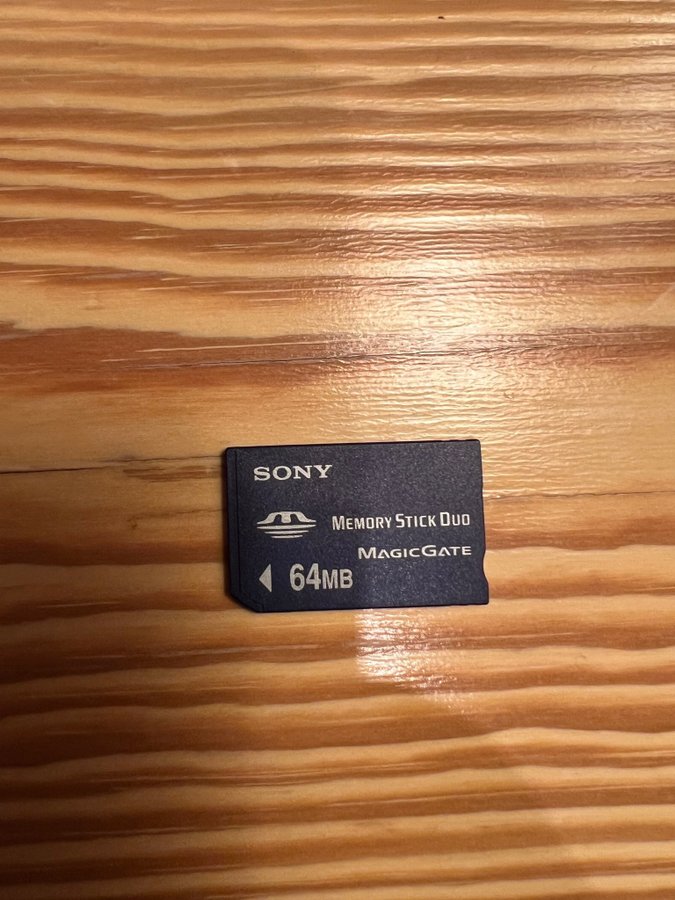 SONY
MEMORY STICK DUO
MAGICGATE
64MB